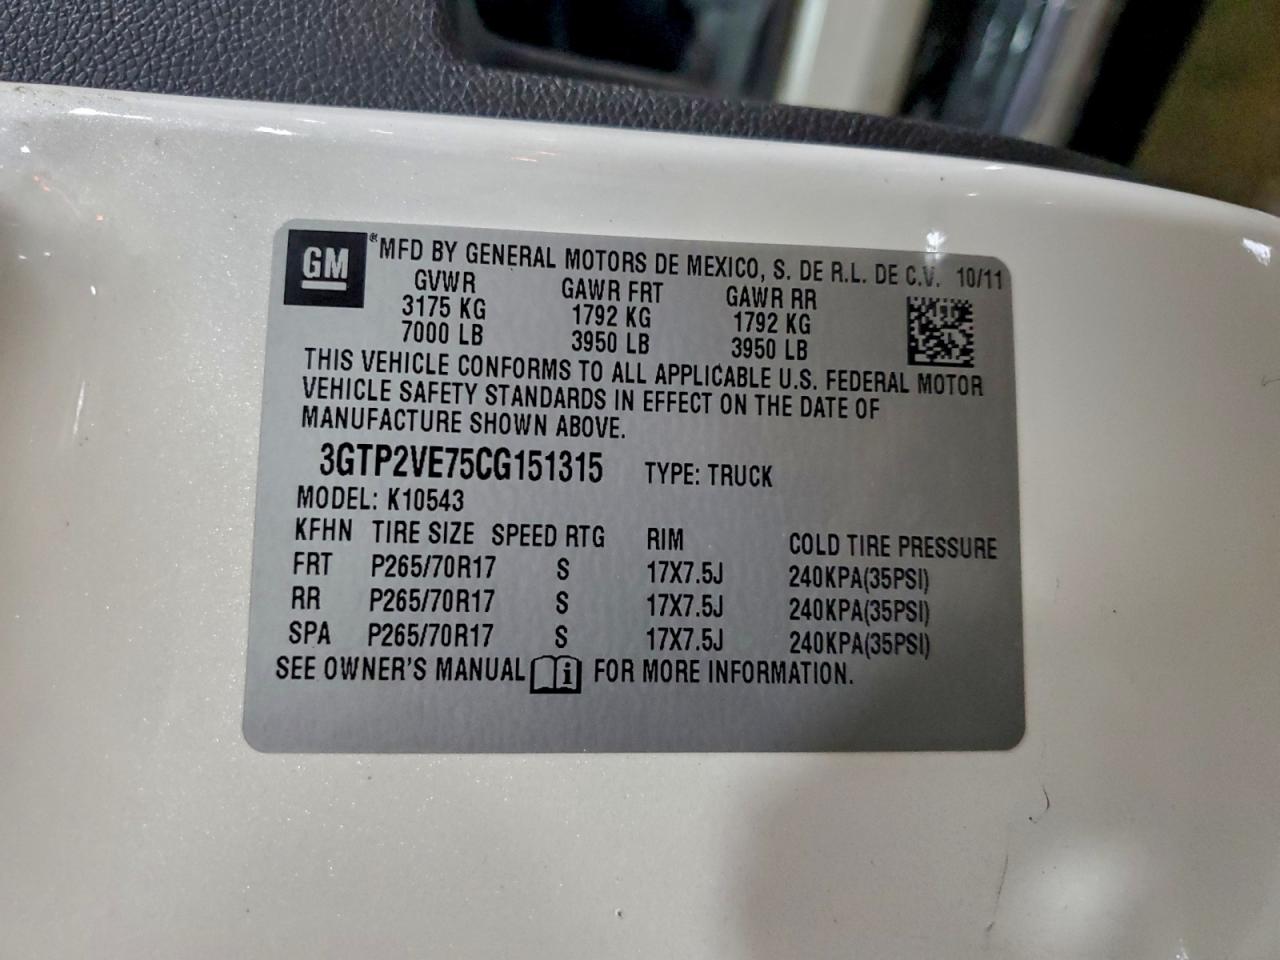 GM ® MFD BY GENERAL MOTORS DE MEXICO, S. DE R.L. DE C.V. 10/11
GVWR GAWR FRT GAWR RR
3175 KG 1792 KG 1792 KG
7000 LB 3950 LB 3950 LB
THIS VEHICLE CONFORMS TO ALL APPLICABLE U.S. FEDERAL MOTOR
VEHICLE SAFETY STANDARDS IN EFFECT ON THE DATE OF
MANUFACTURE SHOWN ABOVE.
3GTP2VE75CG151315 TYPE: TRUCK
MODEL: K10543
KFHN TIRE SIZE SPEED RTG RIM COLD TIRE PRESSURE
FRT P265/70R17 S 17X7.5J 240KPA(35PSI)
RR P265/70R17 S 17X7.5J 240KPA(35PSI)
SPA P265/70R17 S 17X7.5J 240KPA(35PSI)
SEE OWNER'S MANUAL i FOR MORE INFORMATION.